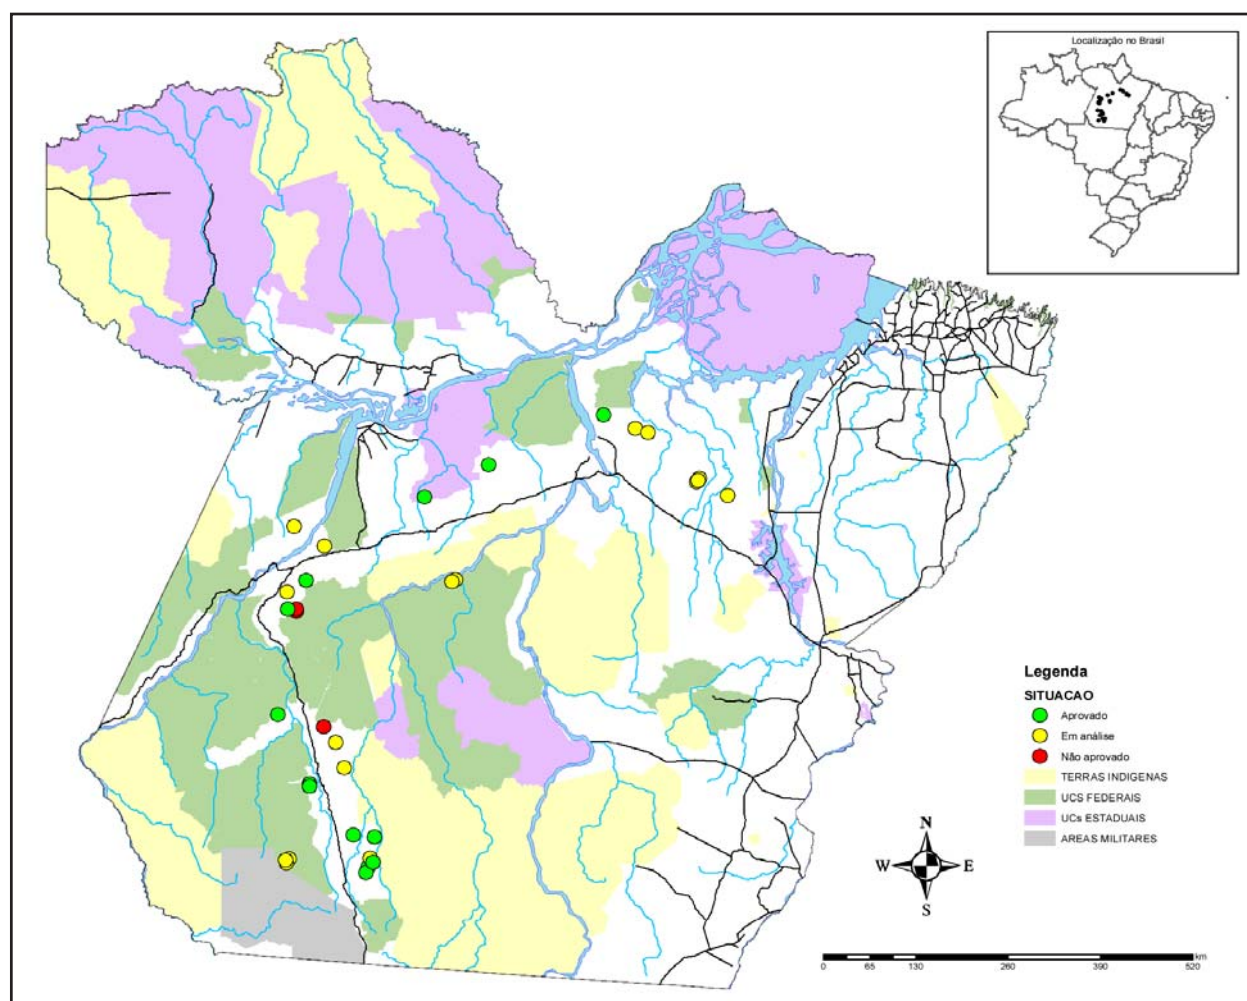 Localização no Brasil
Legenda
SITUACAO
Aprovado
Em análise
Não aprovado
TERRAS INDIGENAS
UCS FEDERAIS
UCs ESTADUAIS
AREAS MILITARES
N
W E
S
km
0 65 130 260 390 520